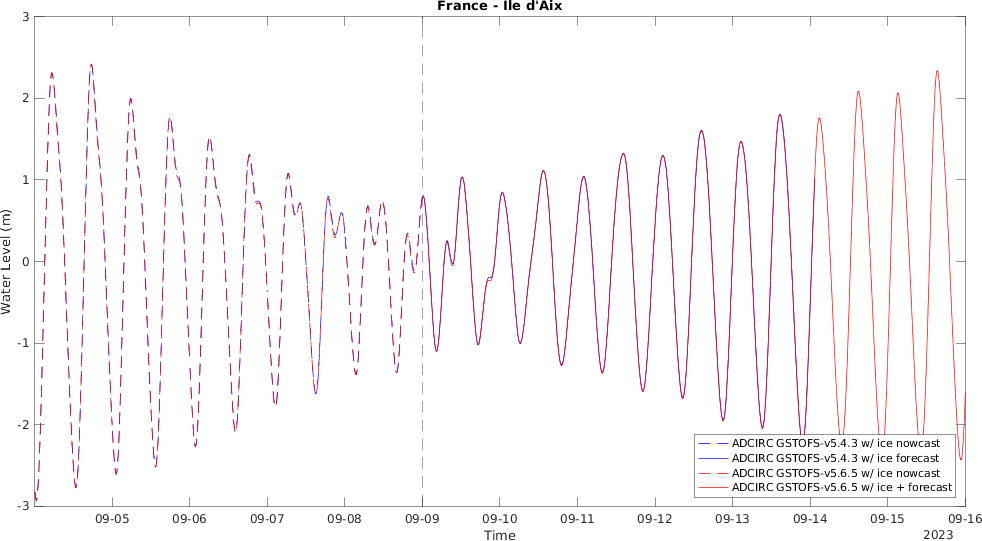 France - Ile d'Aix
3
2
1
0
-1
-2
-3
Water Level (m)
ADCIRC GSTOFS-v5.4.3 w/ ice nowcast
ADCIRC GSTOFS-v5.4.3 w/ ice forecast
ADCIRC GSTOFS-v5.6.5 w/ ice nowcast
ADCIRC GSTOFS-v5.6.5 w/ ice + forecast
09-05 09-06 09-07 09-08 09-09 09-10 09-11 09-12 09-13 09-14 09-15 09-16
Time
2023